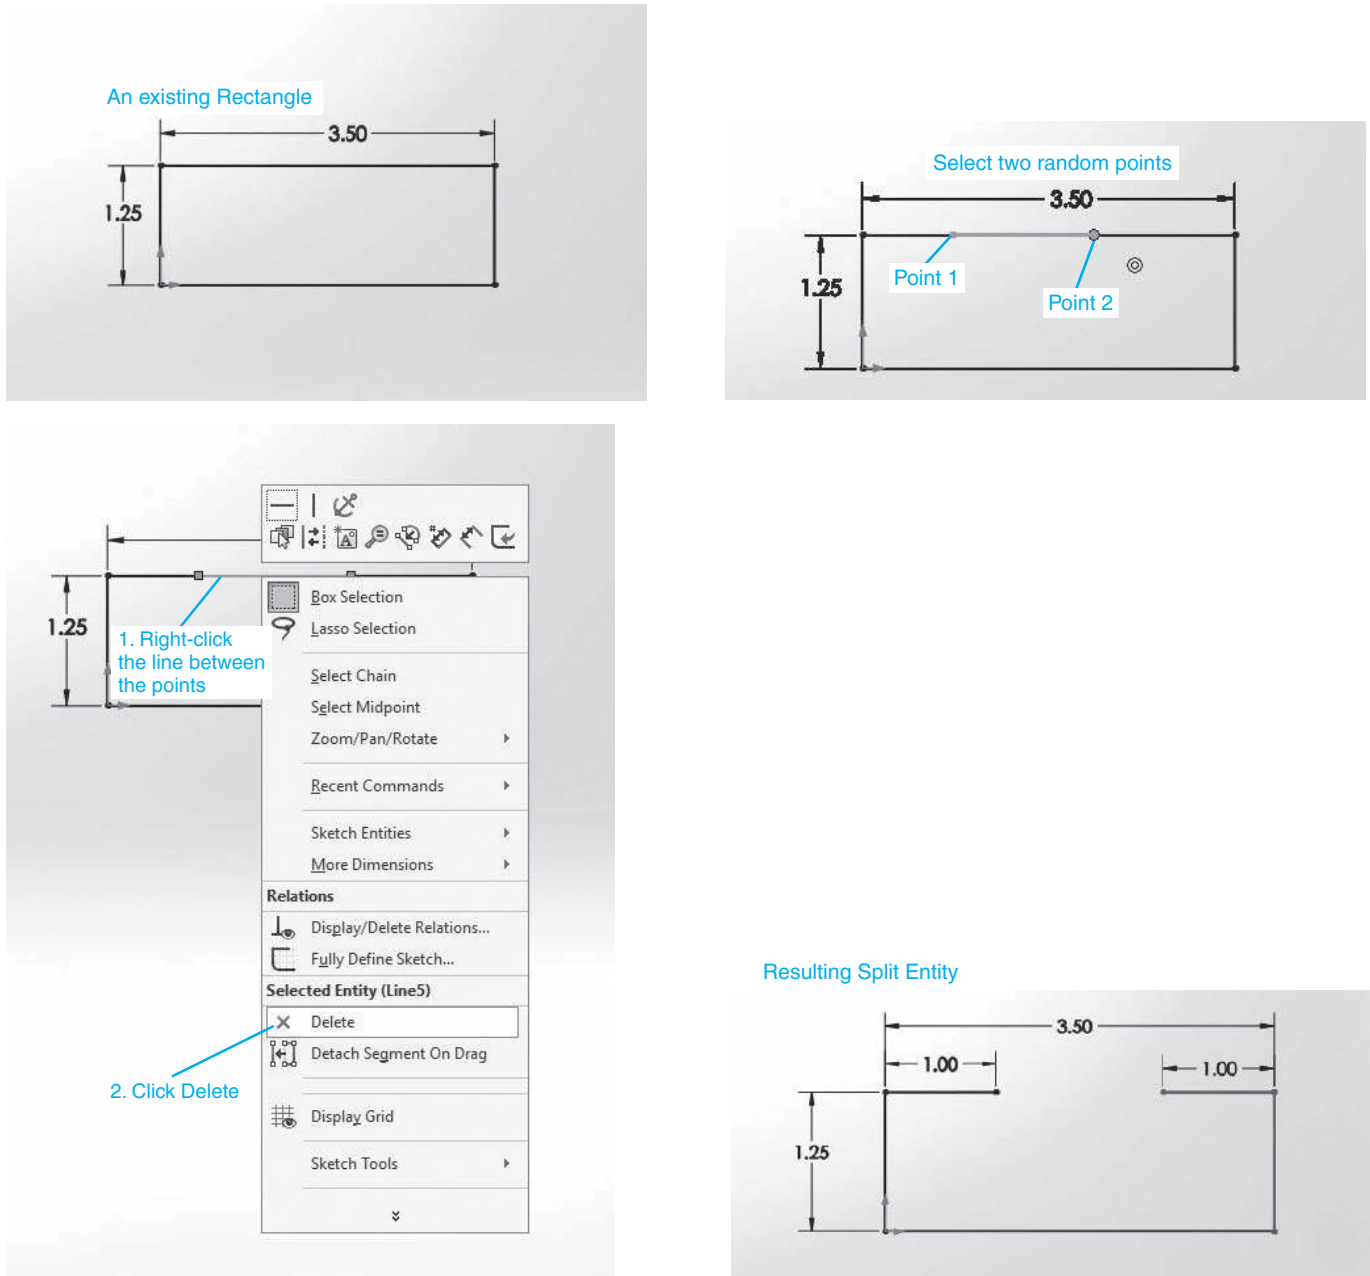 An existing Rectangle
3.50
1.25
Select two random points
3.50
Point 1
Point 2
1.25
1.25
1. Right-click
the line between
the points
A
Box Selection
Lasso Selection
Select Chain
Select Midpoint
Zoom/Pan/Rotate
Recent Commands
Sketch Entities
More Dimensions
Relations
Display/Delete Relations...
Fully Define Sketch...
Selected Entity (Line5)
Delete
Detach Segment On Drag
2. Click Delete
Display Grid
Sketch Tools
Resulting Split Entity
3.50
1.00
1.00
1.25